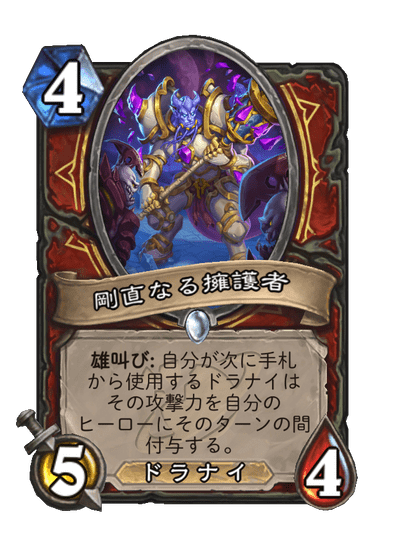 4
剛直なる擁護者
雄叫び: 自分が次に手札
から使用するドラナイは
その攻撃力を自分の
ヒーローにそのターンの間
付与する。
5
ドラナイ
4